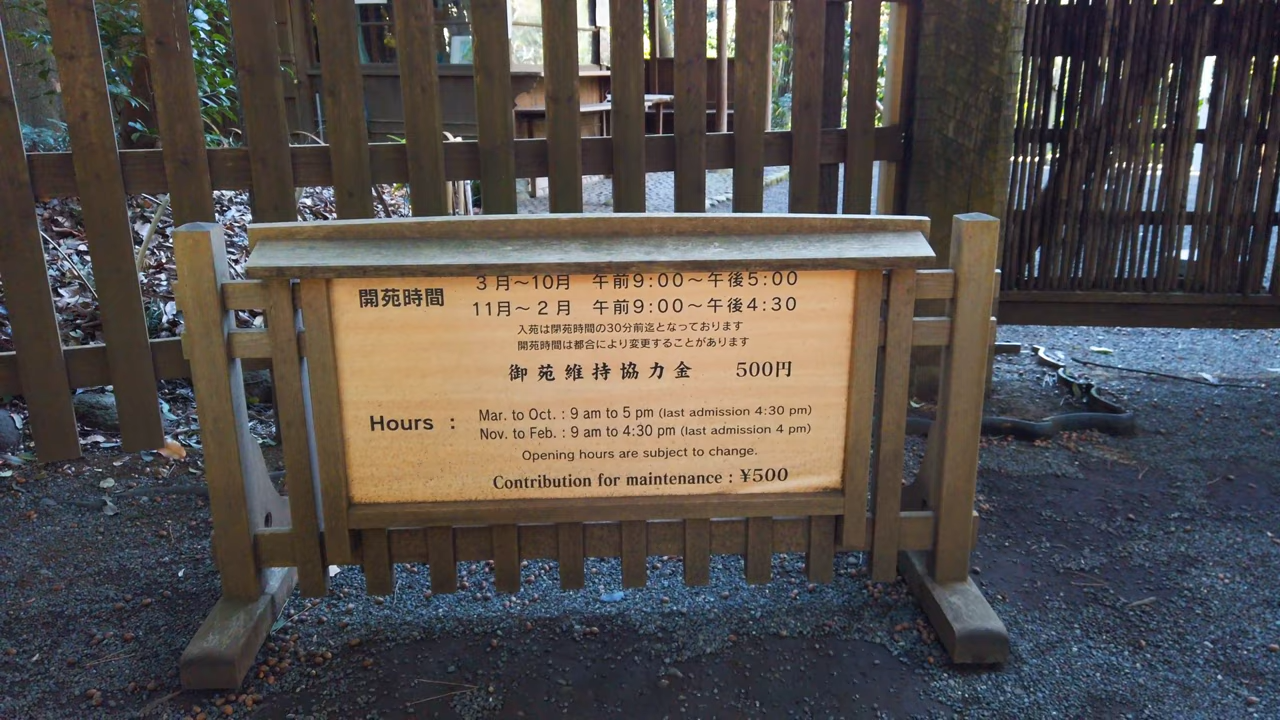 開苑時間
3月～10月 午前9:00～午後5:00
11月～2月 午前9:00～午後4:30
入苑は閉苑時間の30分前迄となっております
開苑時間は都合により変更することがあります
御苑維持協力金 500円
Hours :
Mar. to Oct. : 9 am to 5 pm (last admission 4:30 pm)
Nov. to Feb. : 9 am to 4:30 pm (last admission 4 pm)
Opening hours are subject to change.
Contribution for maintenance : ¥500